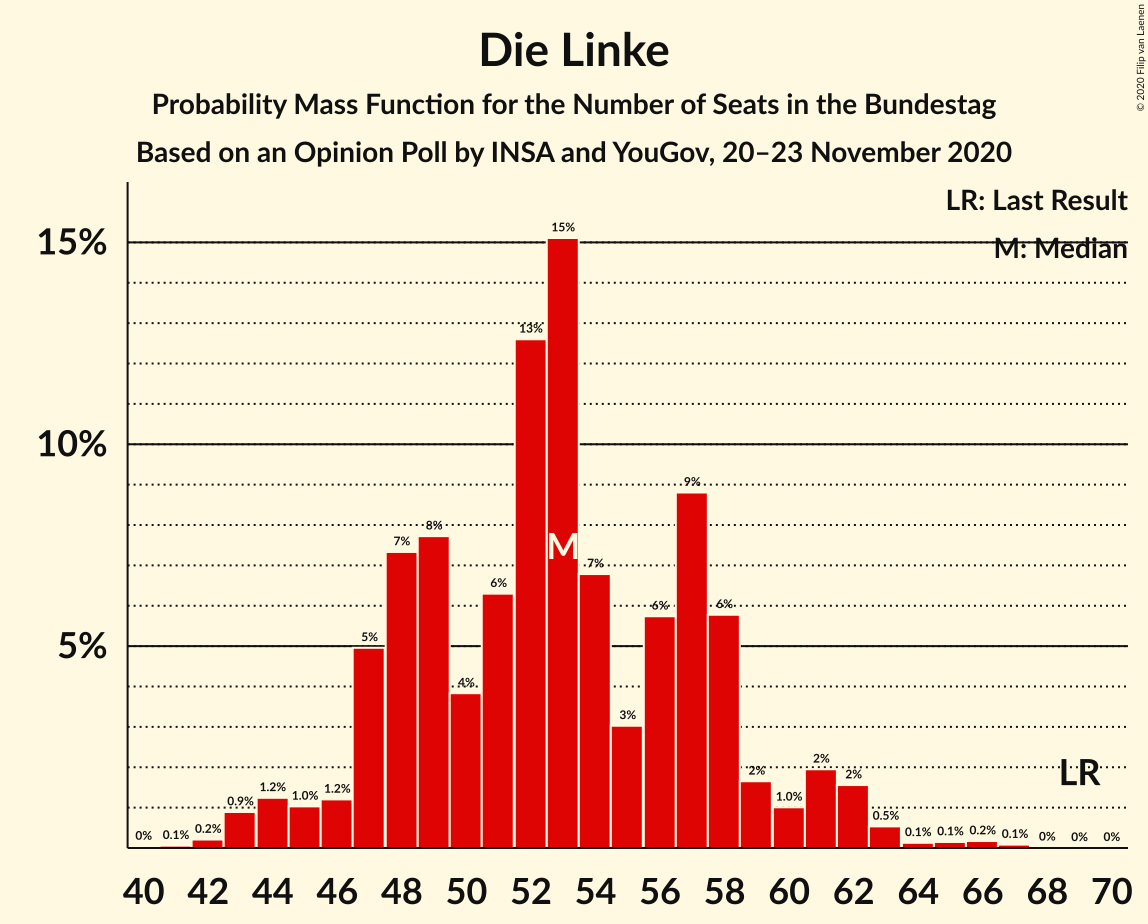 Die Linke
Probability Mass Function for the Number of Seats in the Bundestag
Based on an Opinion Poll by INSA and YouGov, 20–23 November 2020
© 2020 Filip van Laenen
LR: Last Result
M: Median
15%
10%
5%
0% 0.1% 0.2% 0.9% 1.2% 1.0% 1.2% 5% 7% 8% 4% 6% 13% 15% 7% 3% 6% 9% 6% 2% 1.0% 2% 2% 0.5% 0.1% 0.1% 0.2% 0.1% 0% 0% 0%
M
LR
40 42 44 46 48 50 52 54 56 58 60 62 64 66 68 70